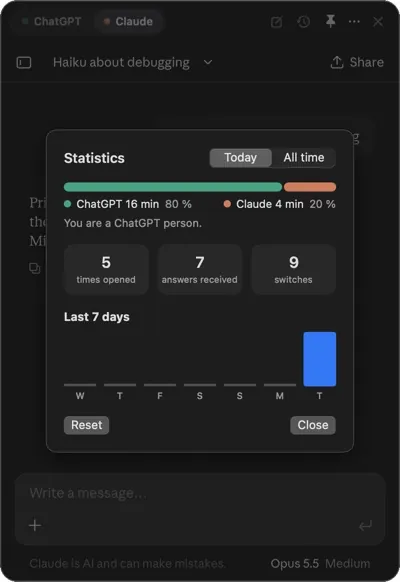 ChatGPT Claude
Haiku about debugging Share
Statistics Today All time
ChatGPT 16 min 80 % Claude 4 min 20 %
You are a ChatGPT person.
5 7 9
times opened answers received switches
Last 7 days
W T F S S M T
Reset Close
Write a message...
Claude is AI and can make mistakes. Opus 5.5 Medium